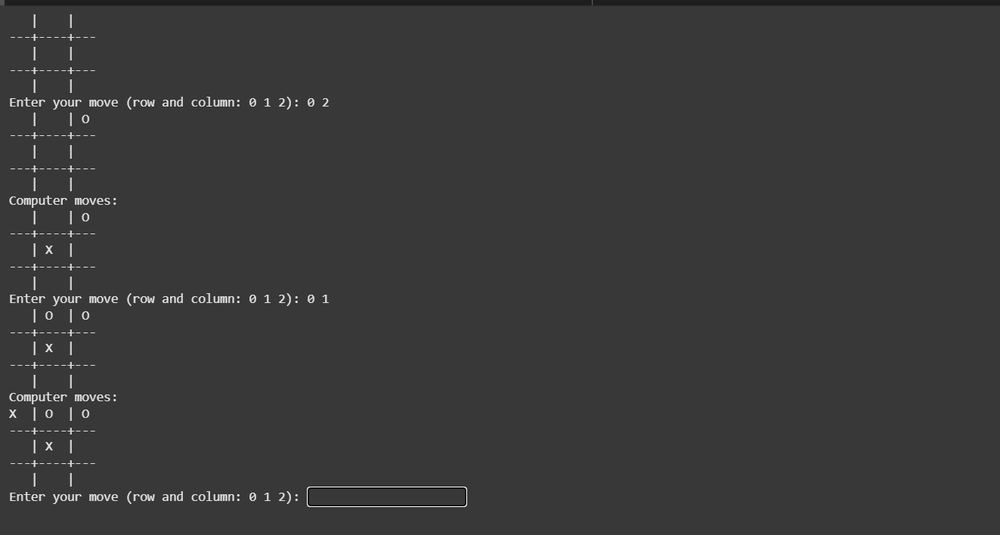 |    |
---+----+---
   |    |
---+----+---
   |    |
Enter your move (row and column: 0 1 2): 0 2
   |    | O
---+----+---
   |    |
---+----+---
   |    |
Computer moves:
   |    | O
---+----+---
   | X  |
---+----+---
   |    |
Enter your move (row and column: 0 1 2): 0 1
   | O  | O
---+----+---
   | X  |
---+----+---
   |    |
Computer moves:
X  | O  | O
---+----+---
   | X  |
---+----+---
   |    |
Enter your move (row and column: 0 1 2):